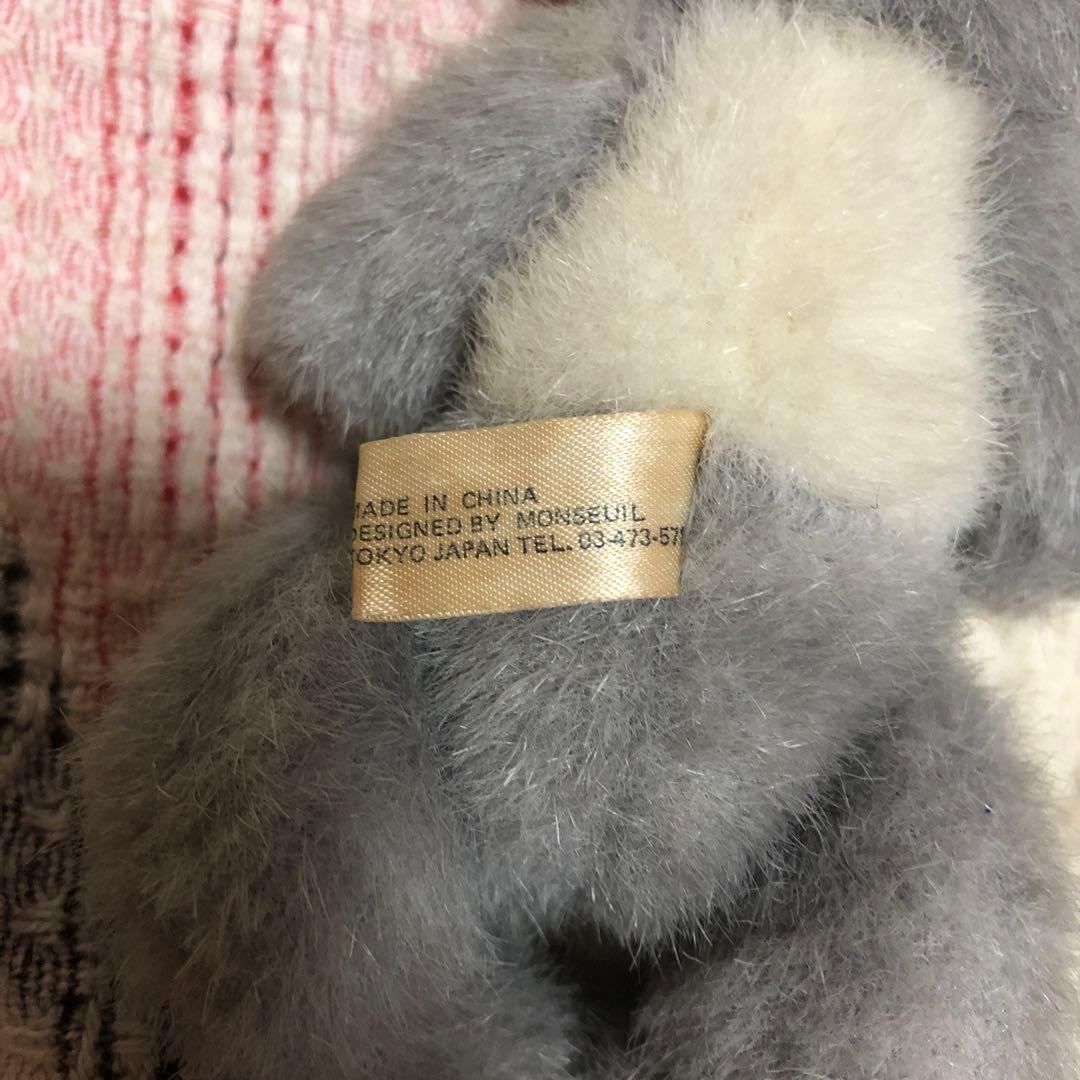 MADE IN CHINA
DESIGNED BY MONSEUIL
TOKYO JAPAN TEL. 03-473-57